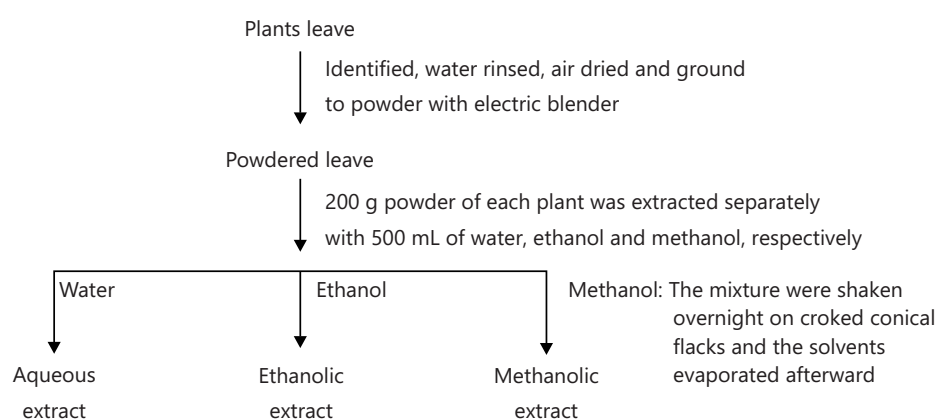 Plants leave
Identified, water rinsed, air dried and ground
to powder with electric blender
Powdered leave
200 g powder of each plant was extracted separately
with 500 mL of water, ethanol and methanol, respectively
Water
Ethanol
Methanol: The mixture were shaken
overnight on croked conical
flacks and the solvents
evaporated afterward
Aqueous
extract
Ethanolic
extract
Methanolic
extract